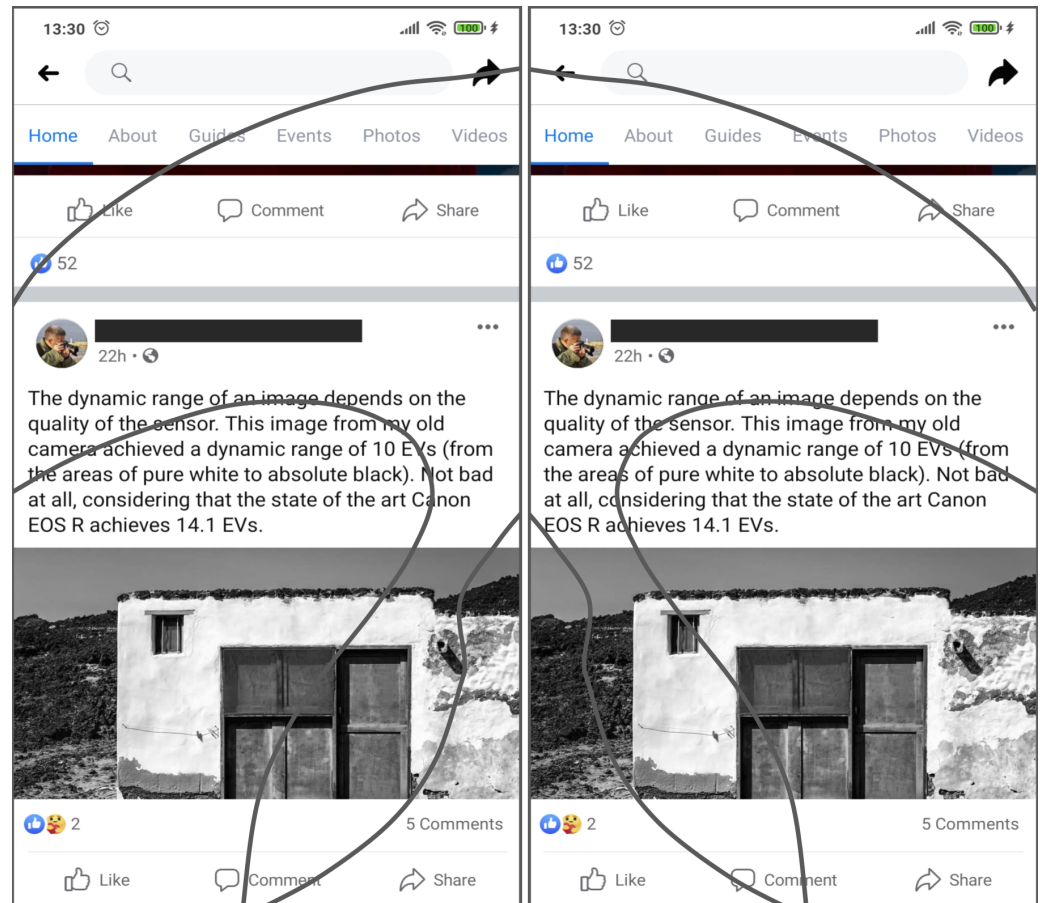 13:30 100
Home About Guides Events Photos Videos
Like Comment Share
52
22h
The dynamic range of an image depends on the
quality of the sensor. This image from my old
camera achieved a dynamic range of 10 EVs (from
the areas of pure white to absolute black). Not bad
at all, considering that the state of the art Canon
EOS R achieves 14.1 EVs.
2 5 Comments
Like Comment Share
13:30 100
Home About Guides Events Photos Videos
Like Comment Share
52
22h
The dynamic range of an image depends on the
quality of the sensor. This image from my old
camera achieved a dynamic range of 10 EVs (from
the areas of pure white to absolute black). Not bad
at all, considering that the state of the art Canon
EOS R achieves 14.1 EVs.
2 5 Comments
Like Comment Share